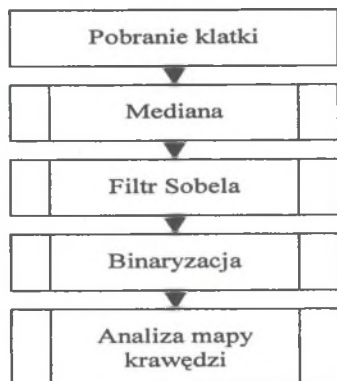 Pobranie klatki
Mediana
Filtr Sobela
Binaryzacja
Analiza mapy
krawędzi